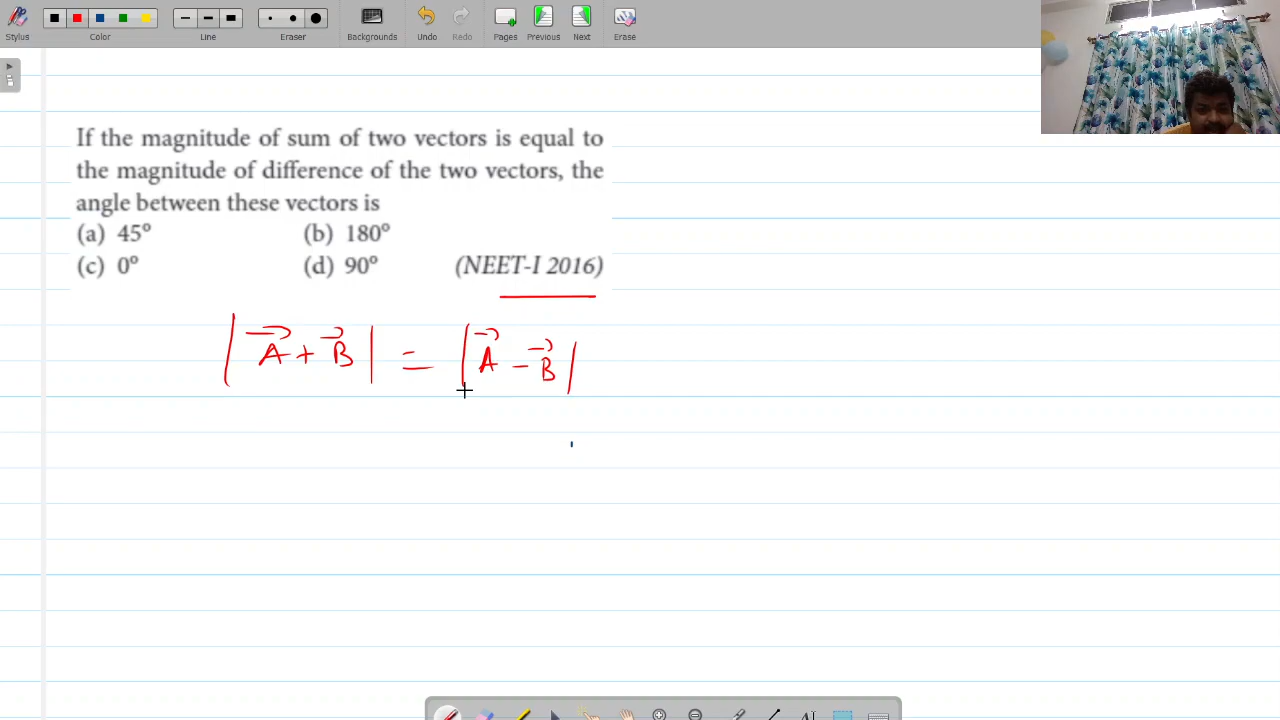 Stylus Color Line Eraser Backgrounds Undo Redo Pages Previous Next Erase
If the magnitude of sum of two vectors is equal to
the magnitude of difference of the two vectors, the
angle between these vectors is
(a) 45° (b) 180°
(c) 0° (d) 90° (NEET-I 2016)
|A⃗ + B⃗| = |A⃗ − B⃗|